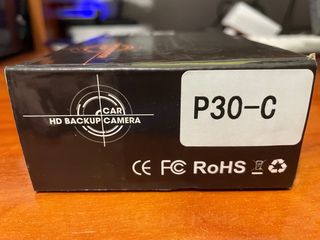 CAR
HD BACKUP CAMERA
P30-C
CE FC RoHS